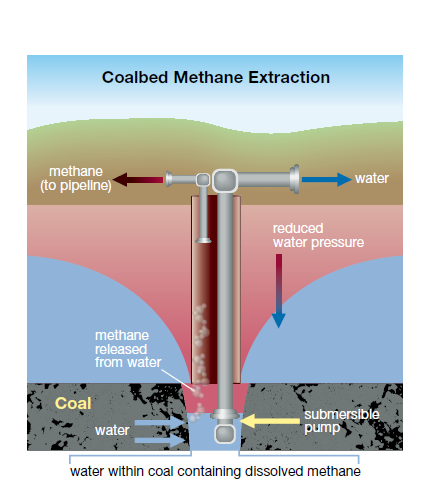 Coalbed Methane Extraction
methane
(to pipeline)
water
reduced
water pressure
methane
released
from water
Coal
water
submersible
pump
water within coal containing dissolved methane